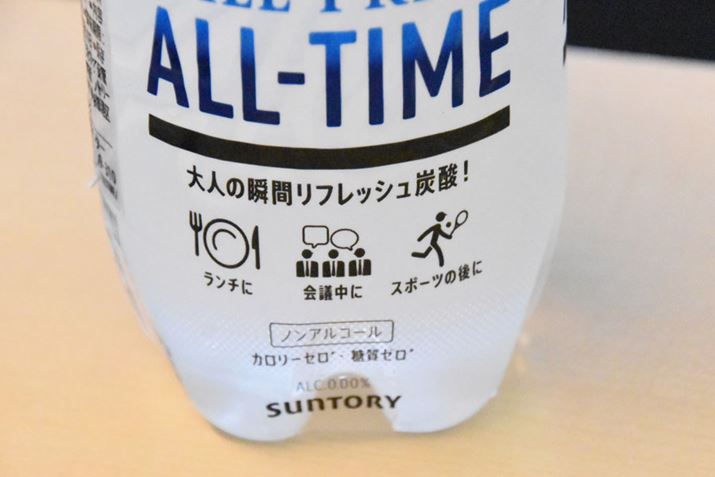 ALL-TIME
大人の瞬間リフレッシュ炭酸!
ランチに
会議中に
スポーツの後に
ノンアルコール
カロリーゼロ*・糖質ゼロ*
ALC.0.00%
SUNTORY